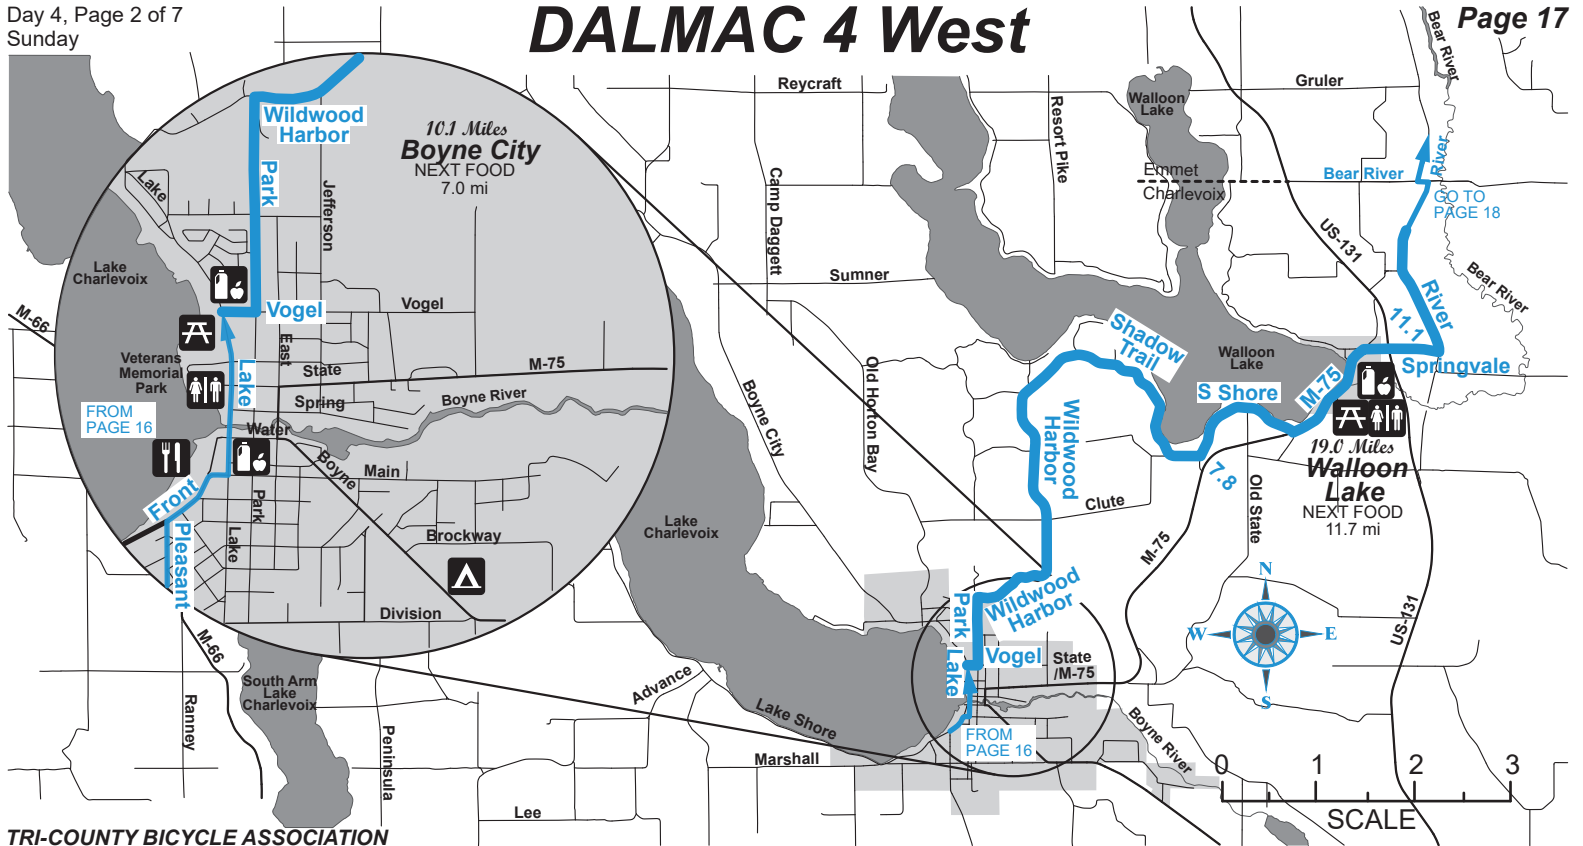 Day 4, Page 2 of 7
Sunday
DALMAC 4 West
Page 17
Wildwood
Harbor
10.1 Miles
Boyne City
NEXT FOOD
7.0 mi
Park
Lake
Jefferson
Lake
Charlevoix
Vogel
Vogel
M-66
Veterans
Memorial
Park
East
State
M-75
Lake
Spring
Boyne River
FROM
PAGE 16
Water
Boyne
Main
Front
Park
Pleasant
Lake
Brockway
Division
M-66
South Arm
Lake
Charlevoix
Ranney
Peninsula
Lee
Reycraft
Resort Pike
Camp Daggett
Sumner
Old Horton Bay
Boyne City
Lake
Charlevoix
Advance
Lake Shore
Marshall
Walloon
Lake
Gruler
Bear River
Emmet
Charlevoix
Bear River
River
GO TO
PAGE 18
US-131
Bear River
River
11.1
Springvale
Shadow
Trail
Walloon
Lake
S Shore
M-75
Wildwood
Harbor
7.8
19.0 Miles
Walloon
Lake
NEXT FOOD
11.7 mi
Clute
Old State
M-75
US-131
Wildwood
Harbor
Park
Vogel
Lake
State
/M-75
FROM
PAGE 16
Boyne River
N
W
E
S
0 1 2 3
SCALE
TRI-COUNTY BICYCLE ASSOCIATION